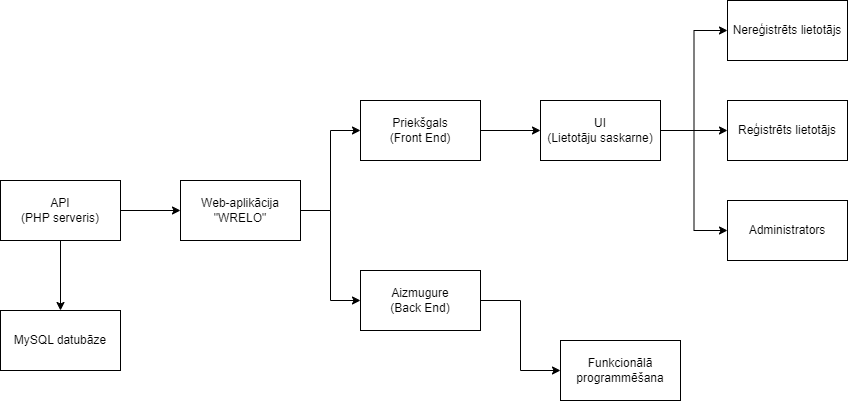 Nereģistrēts lietotājs
Priekšgals
(Front End)
UI
(Lietotāju saskarne)
Reģistrēts lietotājs
API
(PHP serveris)
Web-aplikācija
"WRELO"
Administrators
Aizmugure
(Back End)
MySQL datubāze
Funkcionālā
programmēšana